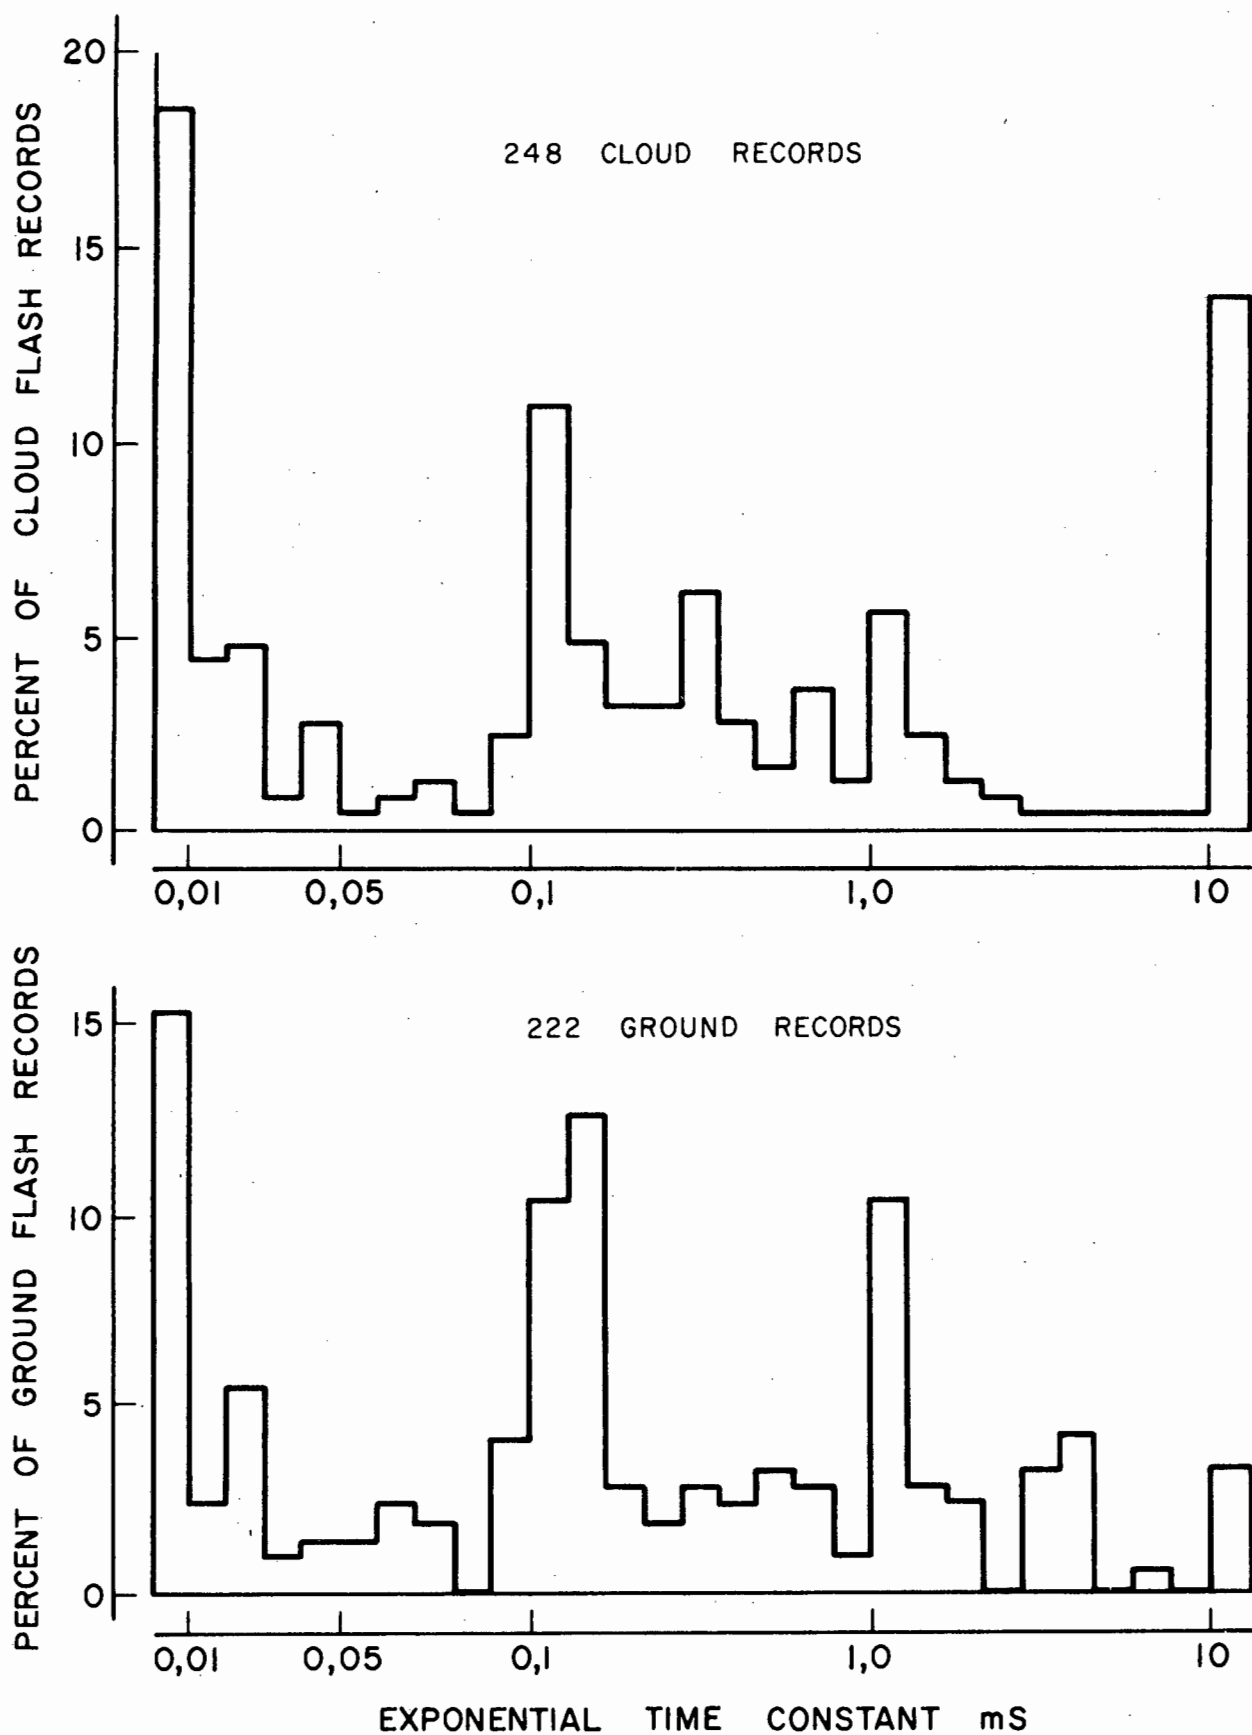 PERCENT OF CLOUD FLASH RECORDS
248 CLOUD RECORDS
20
15
10
5
0
0,01 0,05 0,1 1,0 10
PERCENT OF GROUND FLASH RECORDS
222 GROUND RECORDS
15
10
5
0
0,01 0,05 0,1 1,0 10
EXPONENTIAL TIME CONSTANT mS